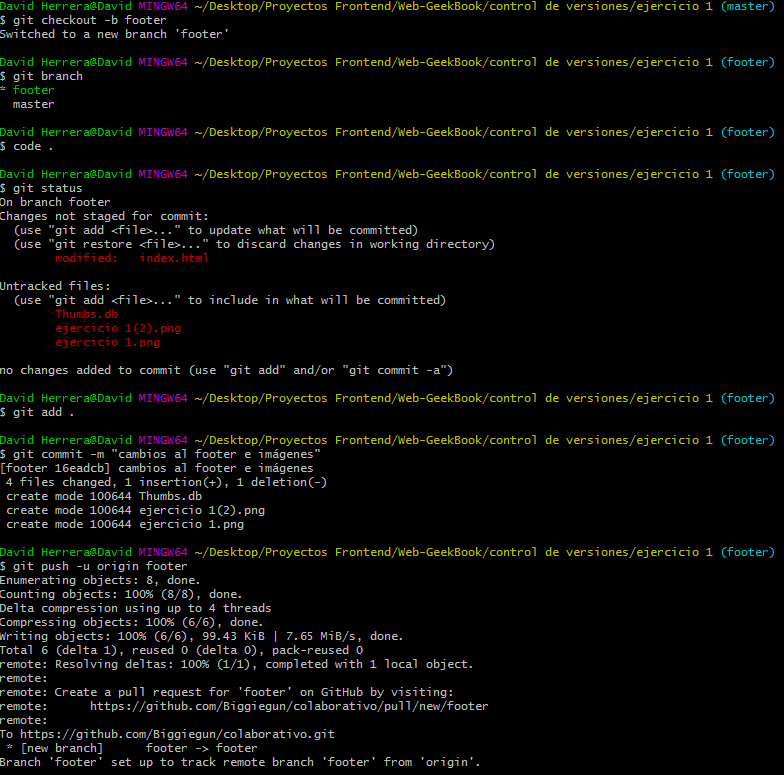 David Herrera@David MINGW64 ~/Desktop/Proyectos Frontend/Web-GeekBook/control de versiones/ejercicio 1 (master)
$ git checkout -b footer
Switched to a new branch 'footer'
David Herrera@David MINGW64 ~/Desktop/Proyectos Frontend/Web-GeekBook/control de versiones/ejercicio 1 (footer)
$ git branch
* footer
master
David Herrera@David MINGW64 ~/Desktop/Proyectos Frontend/Web-GeekBook/control de versiones/ejercicio 1 (footer)
$ code .
David Herrera@David MINGW64 ~/Desktop/Proyectos Frontend/Web-GeekBook/control de versiones/ejercicio 1 (footer)
$ git status
On branch footer
Changes not staged for commit:
(use "git add <file>..." to update what will be committed)
(use "git restore <file>..." to discard changes in working directory)
modified:   index.html
Untracked files:
(use "git add <file>..." to include in what will be committed)
Thumbs.db
ejercicio 1(2).png
ejercicio 1.png
no changes added to commit (use "git add" and/or "git commit -a")
David Herrera@David MINGW64 ~/Desktop/Proyectos Frontend/Web-GeekBook/control de versiones/ejercicio 1 (footer)
$ git add .
David Herrera@David MINGW64 ~/Desktop/Proyectos Frontend/Web-GeekBook/control de versiones/ejercicio 1 (footer)
$ git commit -m "cambios al footer e imágenes"
[footer 16eadcb] cambios al footer e imágenes
4 files changed, 1 insertion(+), 1 deletion(-)
create mode 100644 Thumbs.db
create mode 100644 ejercicio 1(2).png
create mode 100644 ejercicio 1.png
David Herrera@David MINGW64 ~/Desktop/Proyectos Frontend/Web-GeekBook/control de versiones/ejercicio 1 (footer)
$ git push -u origin footer
Enumerating objects: 8, done.
Counting objects: 100% (8/8), done.
Delta compression using up to 4 threads
Compressing objects: 100% (6/6), done.
Writing objects: 100% (6/6), 99.43 KiB | 7.65 MiB/s, done.
Total 6 (delta 1), reused 0 (delta 0), pack-reused 0
remote: Resolving deltas: 100% (1/1), completed with 1 local object.
remote:
remote: Create a pull request for 'footer' on GitHub by visiting:
remote:      https://github.com/Biggiegun/colaborativo/pull/new/footer
remote:
To https://github.com/Biggiegun/colaborativo.git
* [new branch]      footer -> footer
Branch 'footer' set up to track remote branch 'footer' from 'origin'.